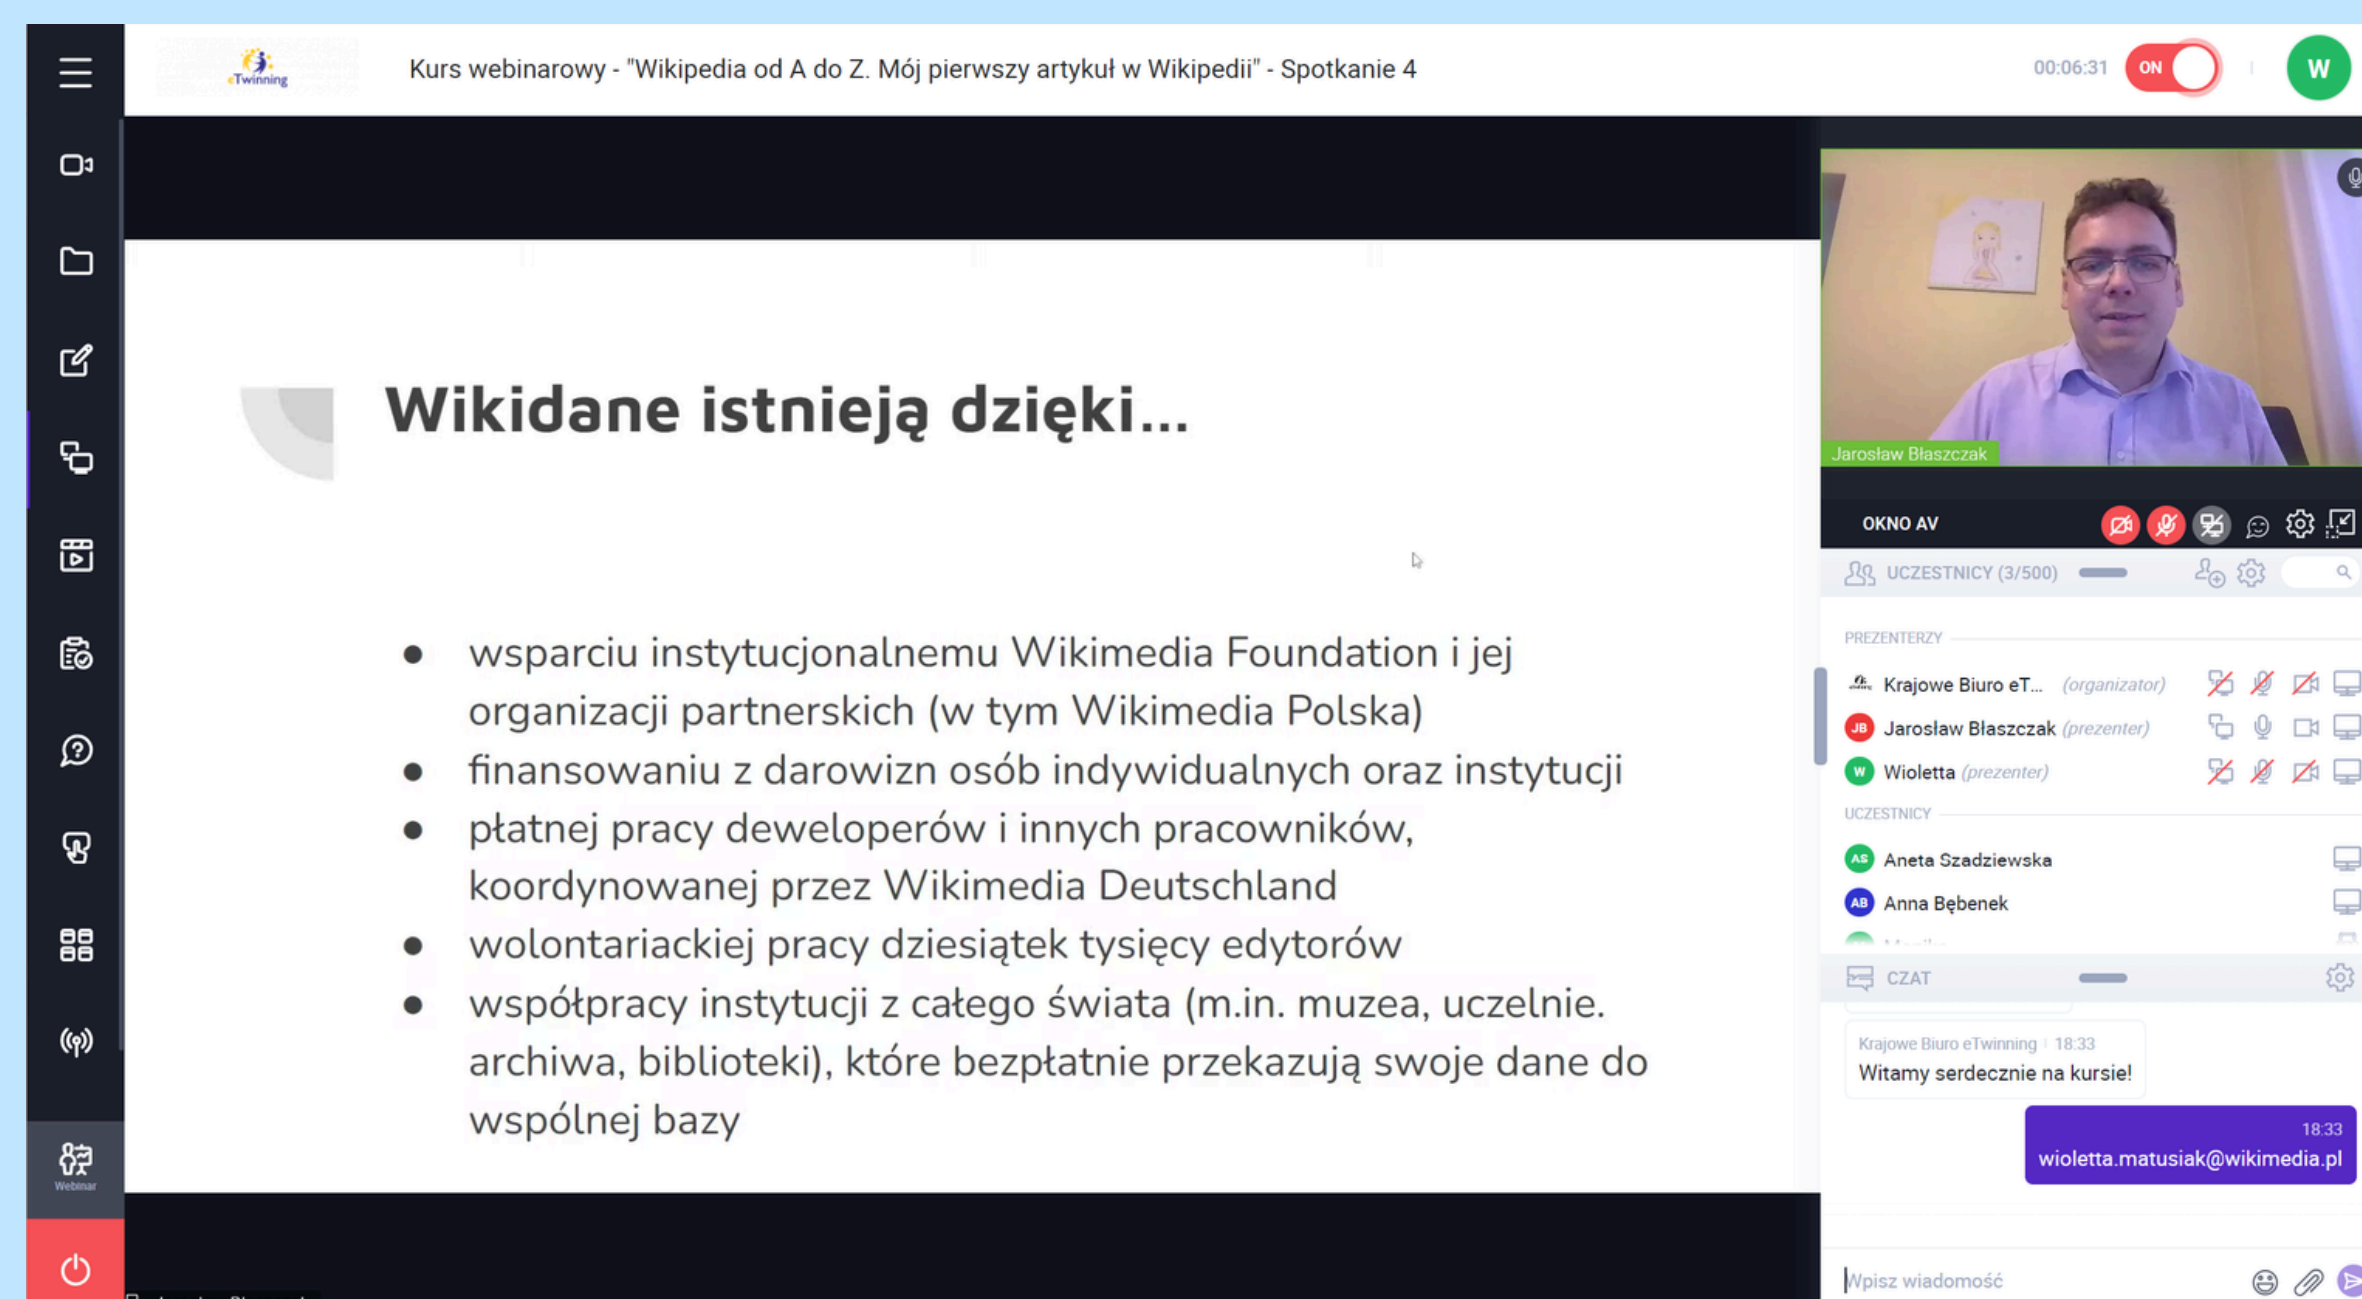 eTwinning
Kurs webinarowy - "Wikipedia od A do Z. Mój pierwszy artykuł w Wikipedii" - Spotkanie 4
00:06:31
ON
W
Wikidane istnieją dzięki...
● wsparciu instytucjonalnemu Wikimedia Foundation i jej
organizacji partnerskich (w tym Wikimedia Polska)
● finansowaniu z darowizn osób indywidualnych oraz instytucji
● płatnej pracy deweloperów i innych pracowników,
koordynowanej przez Wikimedia Deutschland
● wolontariackiej pracy dziesiątek tysięcy edytorów
● współpracy instytucji z całego świata (m.in. muzea, uczelnie.
archiwa, biblioteki), które bezpłatnie przekazują swoje dane do
wspólnej bazy
Webinar
Jarosław Błaszczak
OKNO AV
UCZESTNICY (3/500)
PREZENTERZY
Krajowe Biuro eT... (organizator)
JB Jarosław Błaszczak (prezenter)
W Wioletta (prezenter)
UCZESTNICY
AS Aneta Szadziewska
AB Anna Bębenek
CZAT
Krajowe Biuro eTwinning 18:33
Witamy serdecznie na kursie!
18:33
wioletta.matusiak@wikimedia.pl
Wpisz wiadomość